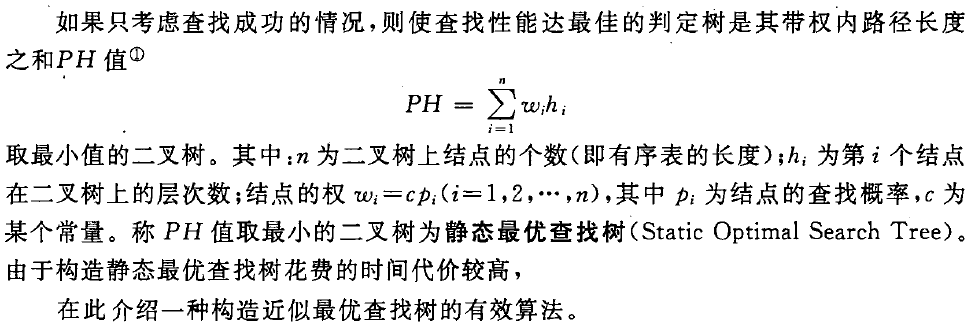 如果只考虑查找成功的情况,则使查找性能达最佳的判定树是其带权内路径长度
之和PH 值①
PH = \sum_{i=1}^{n} w_i h_i
取最小值的二叉树。其中:n 为二叉树上结点的个数(即有序表的长度);h_i 为第 i 个结点
在二叉树上的层次数;结点的权 w_i=cp_i(i=1,2,…,n),其中 p_i 为结点的查找概率,c 为
某个常量。称 PH 值取最小的二叉树为静态最优查找树(Static Optimal Search Tree)。
由于构造静态最优查找树花费的时间代价较高,
在此介绍一种构造近似最优查找树的有效算法。